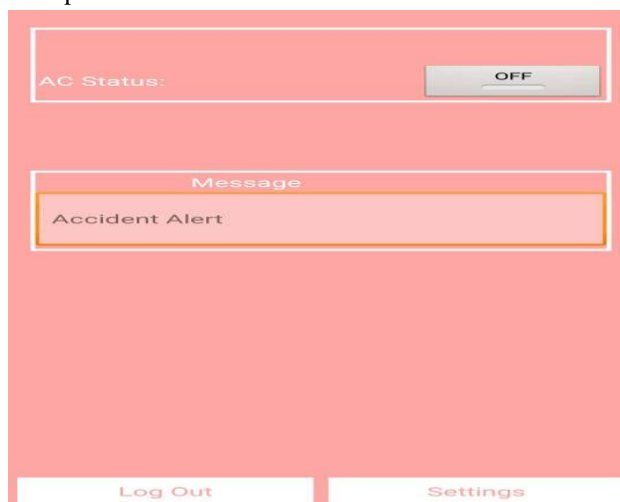 AC Status:
OFF
Message
Accident Alert
Log Out
Settings